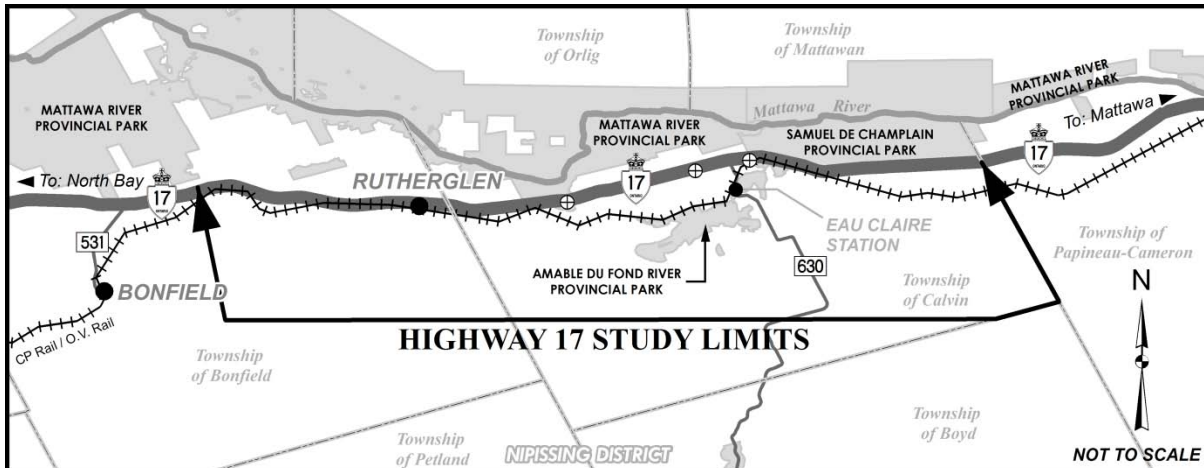 Township
of Orlig
Township
of Mattawan
MATTAWA RIVER
PROVINCIAL PARK
MATTAWA RIVER
PROVINCIAL PARK
Mattawa River
MATTAWA RIVER
PROVINCIAL PARK
SAMUEL DE CHAMPLAIN
PROVINCIAL PARK
To: Mattawa
17
ONTARIO
To: North Bay
17
ONTARIO
RUTHERGLEN
17
ONTARIO
531
BONFIELD
CP Rail / O.V. Rail
EAU CLAIRE
STATION
630
AMABLE DU FOND RIVER
PROVINCIAL PARK
Township of
Papineau-Cameron
Township
of Calvin
N
HIGHWAY 17 STUDY LIMITS
Township
of Bonfield
Township
of Boyd
Township
of Petland
NIPISSING DISTRICT
NOT TO SCALE